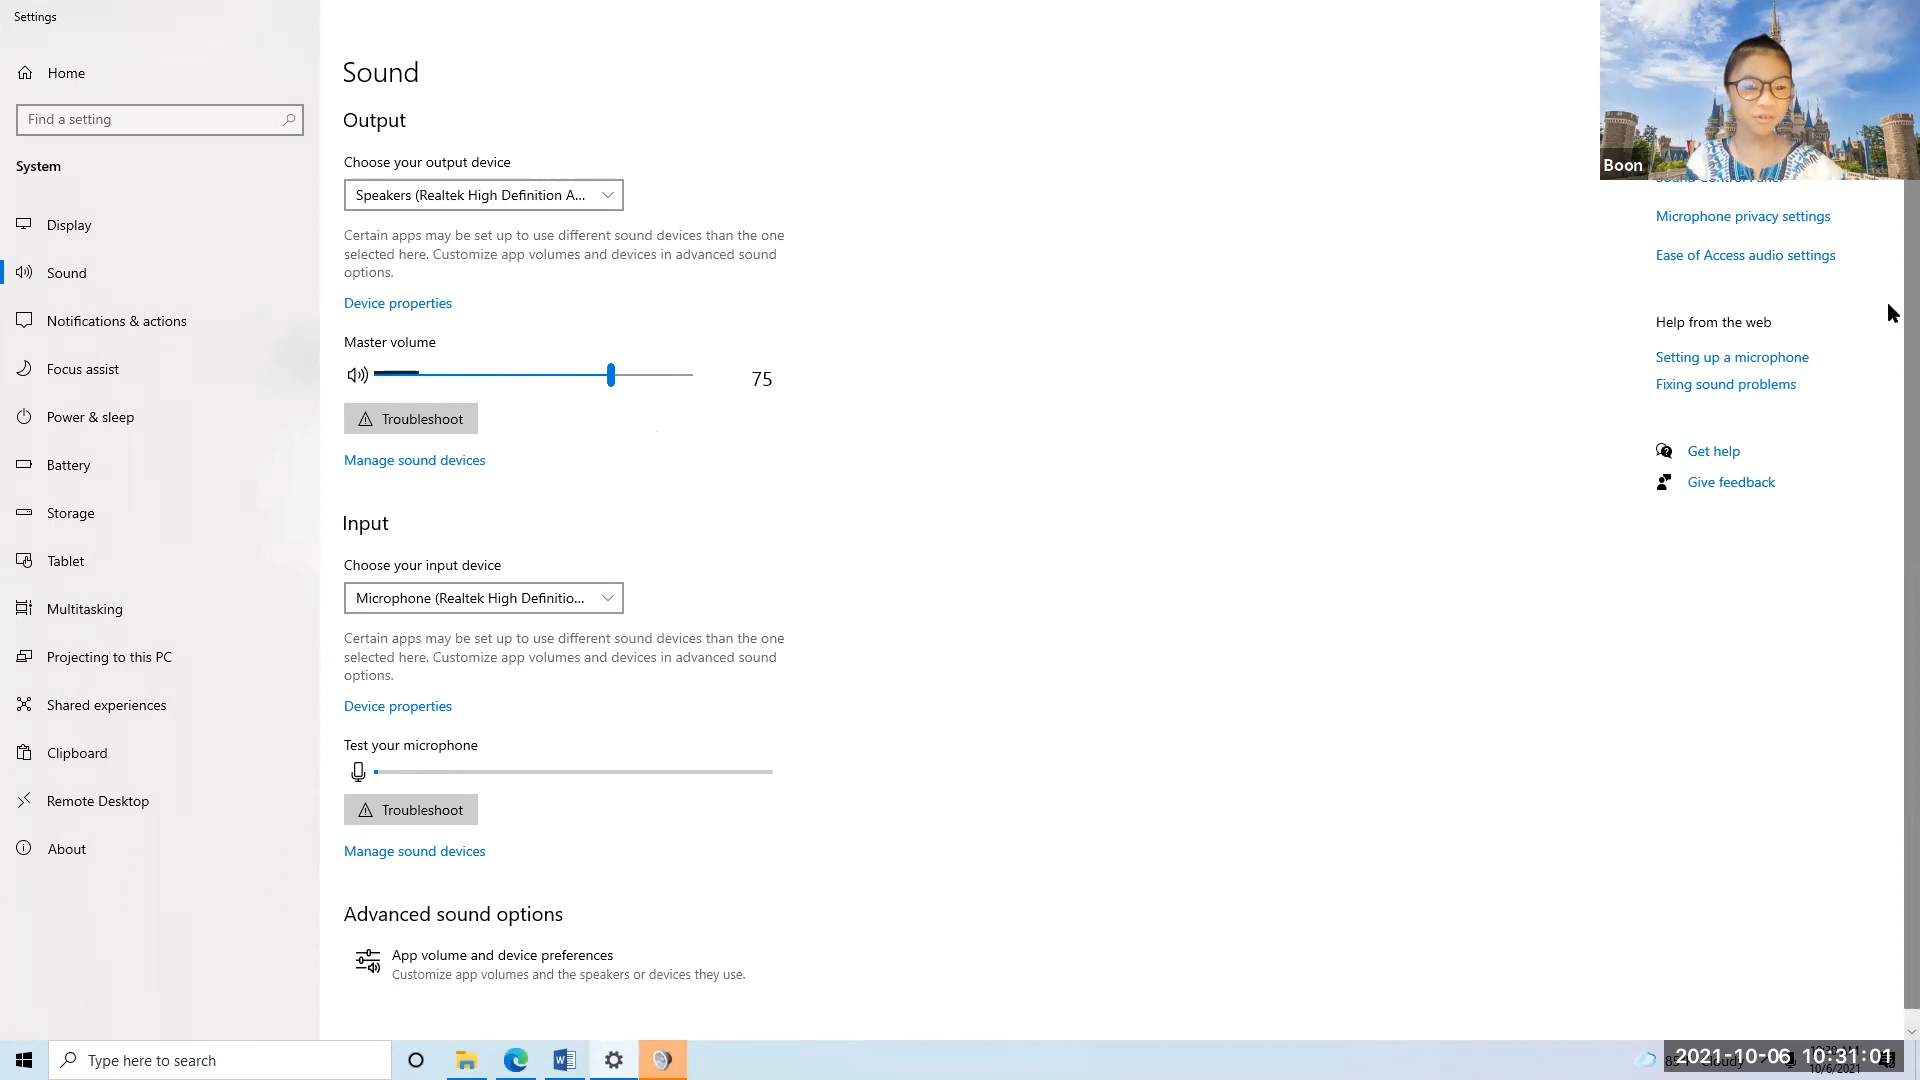 Settings
Home
Find a setting
System
Display
Sound
Notifications & actions
Focus assist
Power & sleep
Battery
Storage
Tablet
Multitasking
Projecting to this PC
Shared experiences
Clipboard
Remote Desktop
About
Sound
Output
Choose your output device
Speakers (Realtek High Definition A...
Certain apps may be set up to use different sound devices than the one
selected here. Customize app volumes and devices in advanced sound
options.
Device properties
Master volume
75
Troubleshoot
Manage sound devices
Input
Choose your input device
Microphone (Realtek High Definitio...
Certain apps may be set up to use different sound devices than the one
selected here. Customize app volumes and devices in advanced sound
options.
Device properties
Test your microphone
Troubleshoot
Manage sound devices
Advanced sound options
App volume and device preferences
Customize app volumes and the speakers or devices they use.
Boon
Sound Control Panel
Microphone privacy settings
Ease of Access audio settings
Help from the web
Setting up a microphone
Fixing sound problems
Get help
Give feedback
Type here to search
2021-10-06 10:31:01
10/6/2021